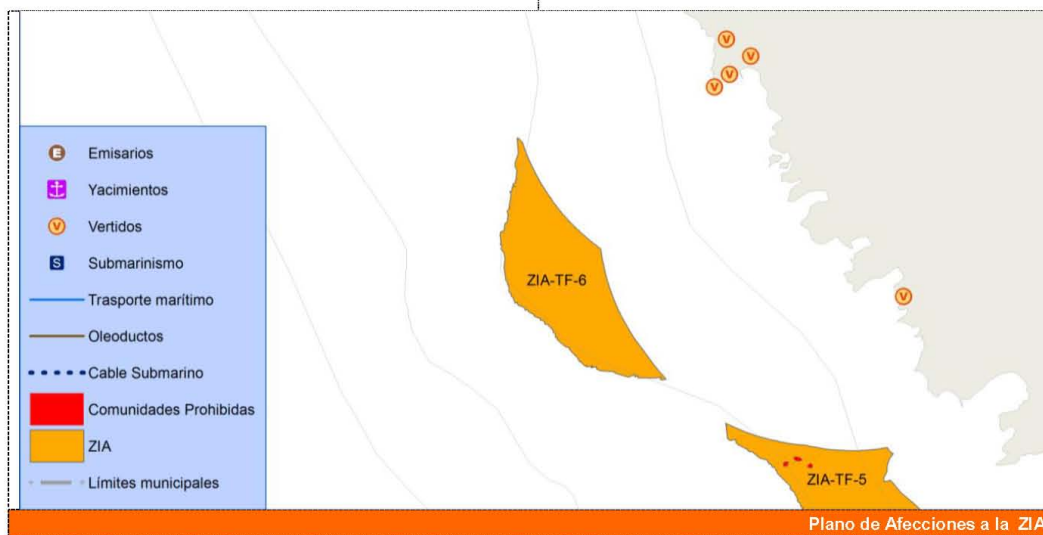 V
V
V
V
ZIA-TF-6
E Emisarios
Yacimientos
V Vertidos
S Submarinismo
Trasporte marítimo
V
Oleoductos
Cable Submarino
Comunidades Prohibidas
ZIA
ZIA-TF-5
Límites municipales
Plano de Afecciones a la ZIA